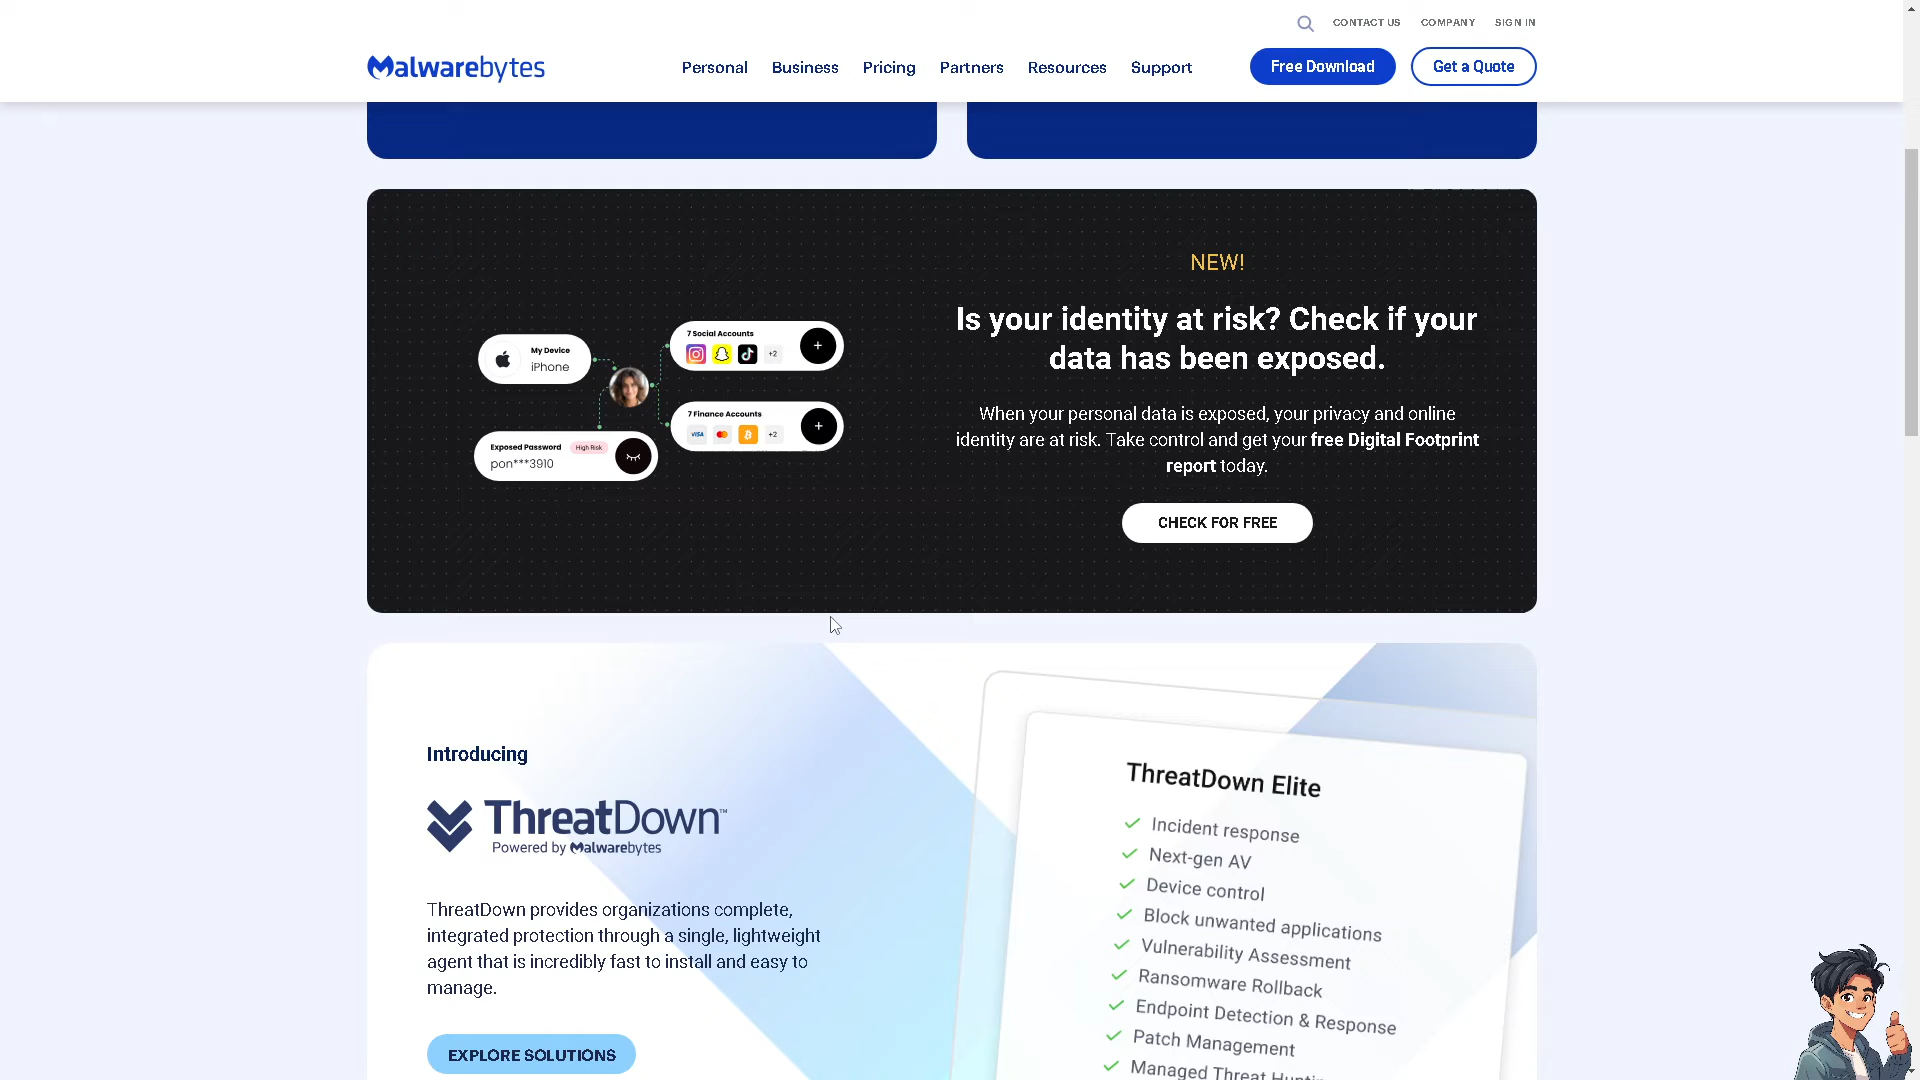 CONTACT US COMPANY SIGN IN
Malwarebytes
Personal Business Pricing Partners Resources Support Free Download Get a Quote
NEW!
Is your identity at risk? Check if your
data has been exposed.
When your personal data is exposed, your privacy and online
identity are at risk. Take control and get your free Digital Footprint
report today.
CHECK FOR FREE
My Device
iPhone
7 Social Accounts
+2
+
7 Finance Accounts
VISA
+2
+
Exposed Password High Risk
pon***3910
Introducing
ThreatDown™
Powered by Malwarebytes
ThreatDown provides organizations complete,
integrated protection through a single, lightweight
agent that is incredibly fast to install and easy to
manage.
EXPLORE SOLUTIONS
ThreatDown Elite
Incident response
Next-gen AV
Device control
Block unwanted applications
Vulnerability Assessment
Ransomware Rollback
Endpoint Detection & Response
Patch Management
Managed Threat